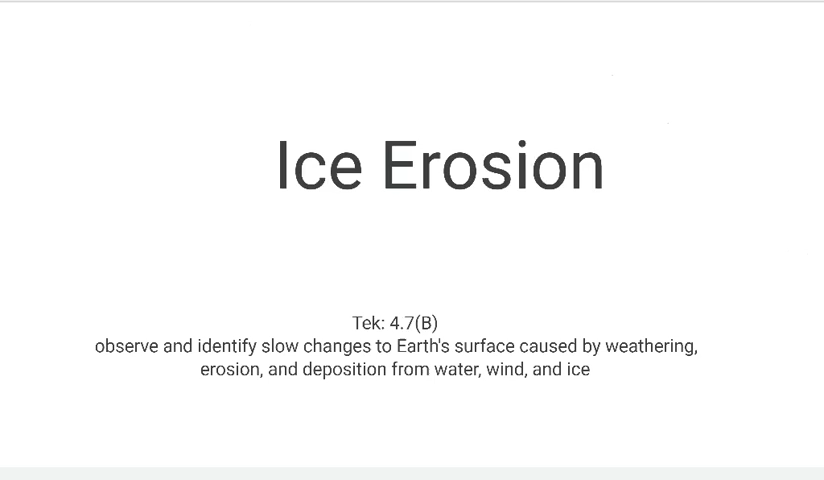 Ice Erosion
Tek: 4.7(B)
observe and identify slow changes to Earth's surface caused by weathering,
erosion, and deposition from water, wind, and ice